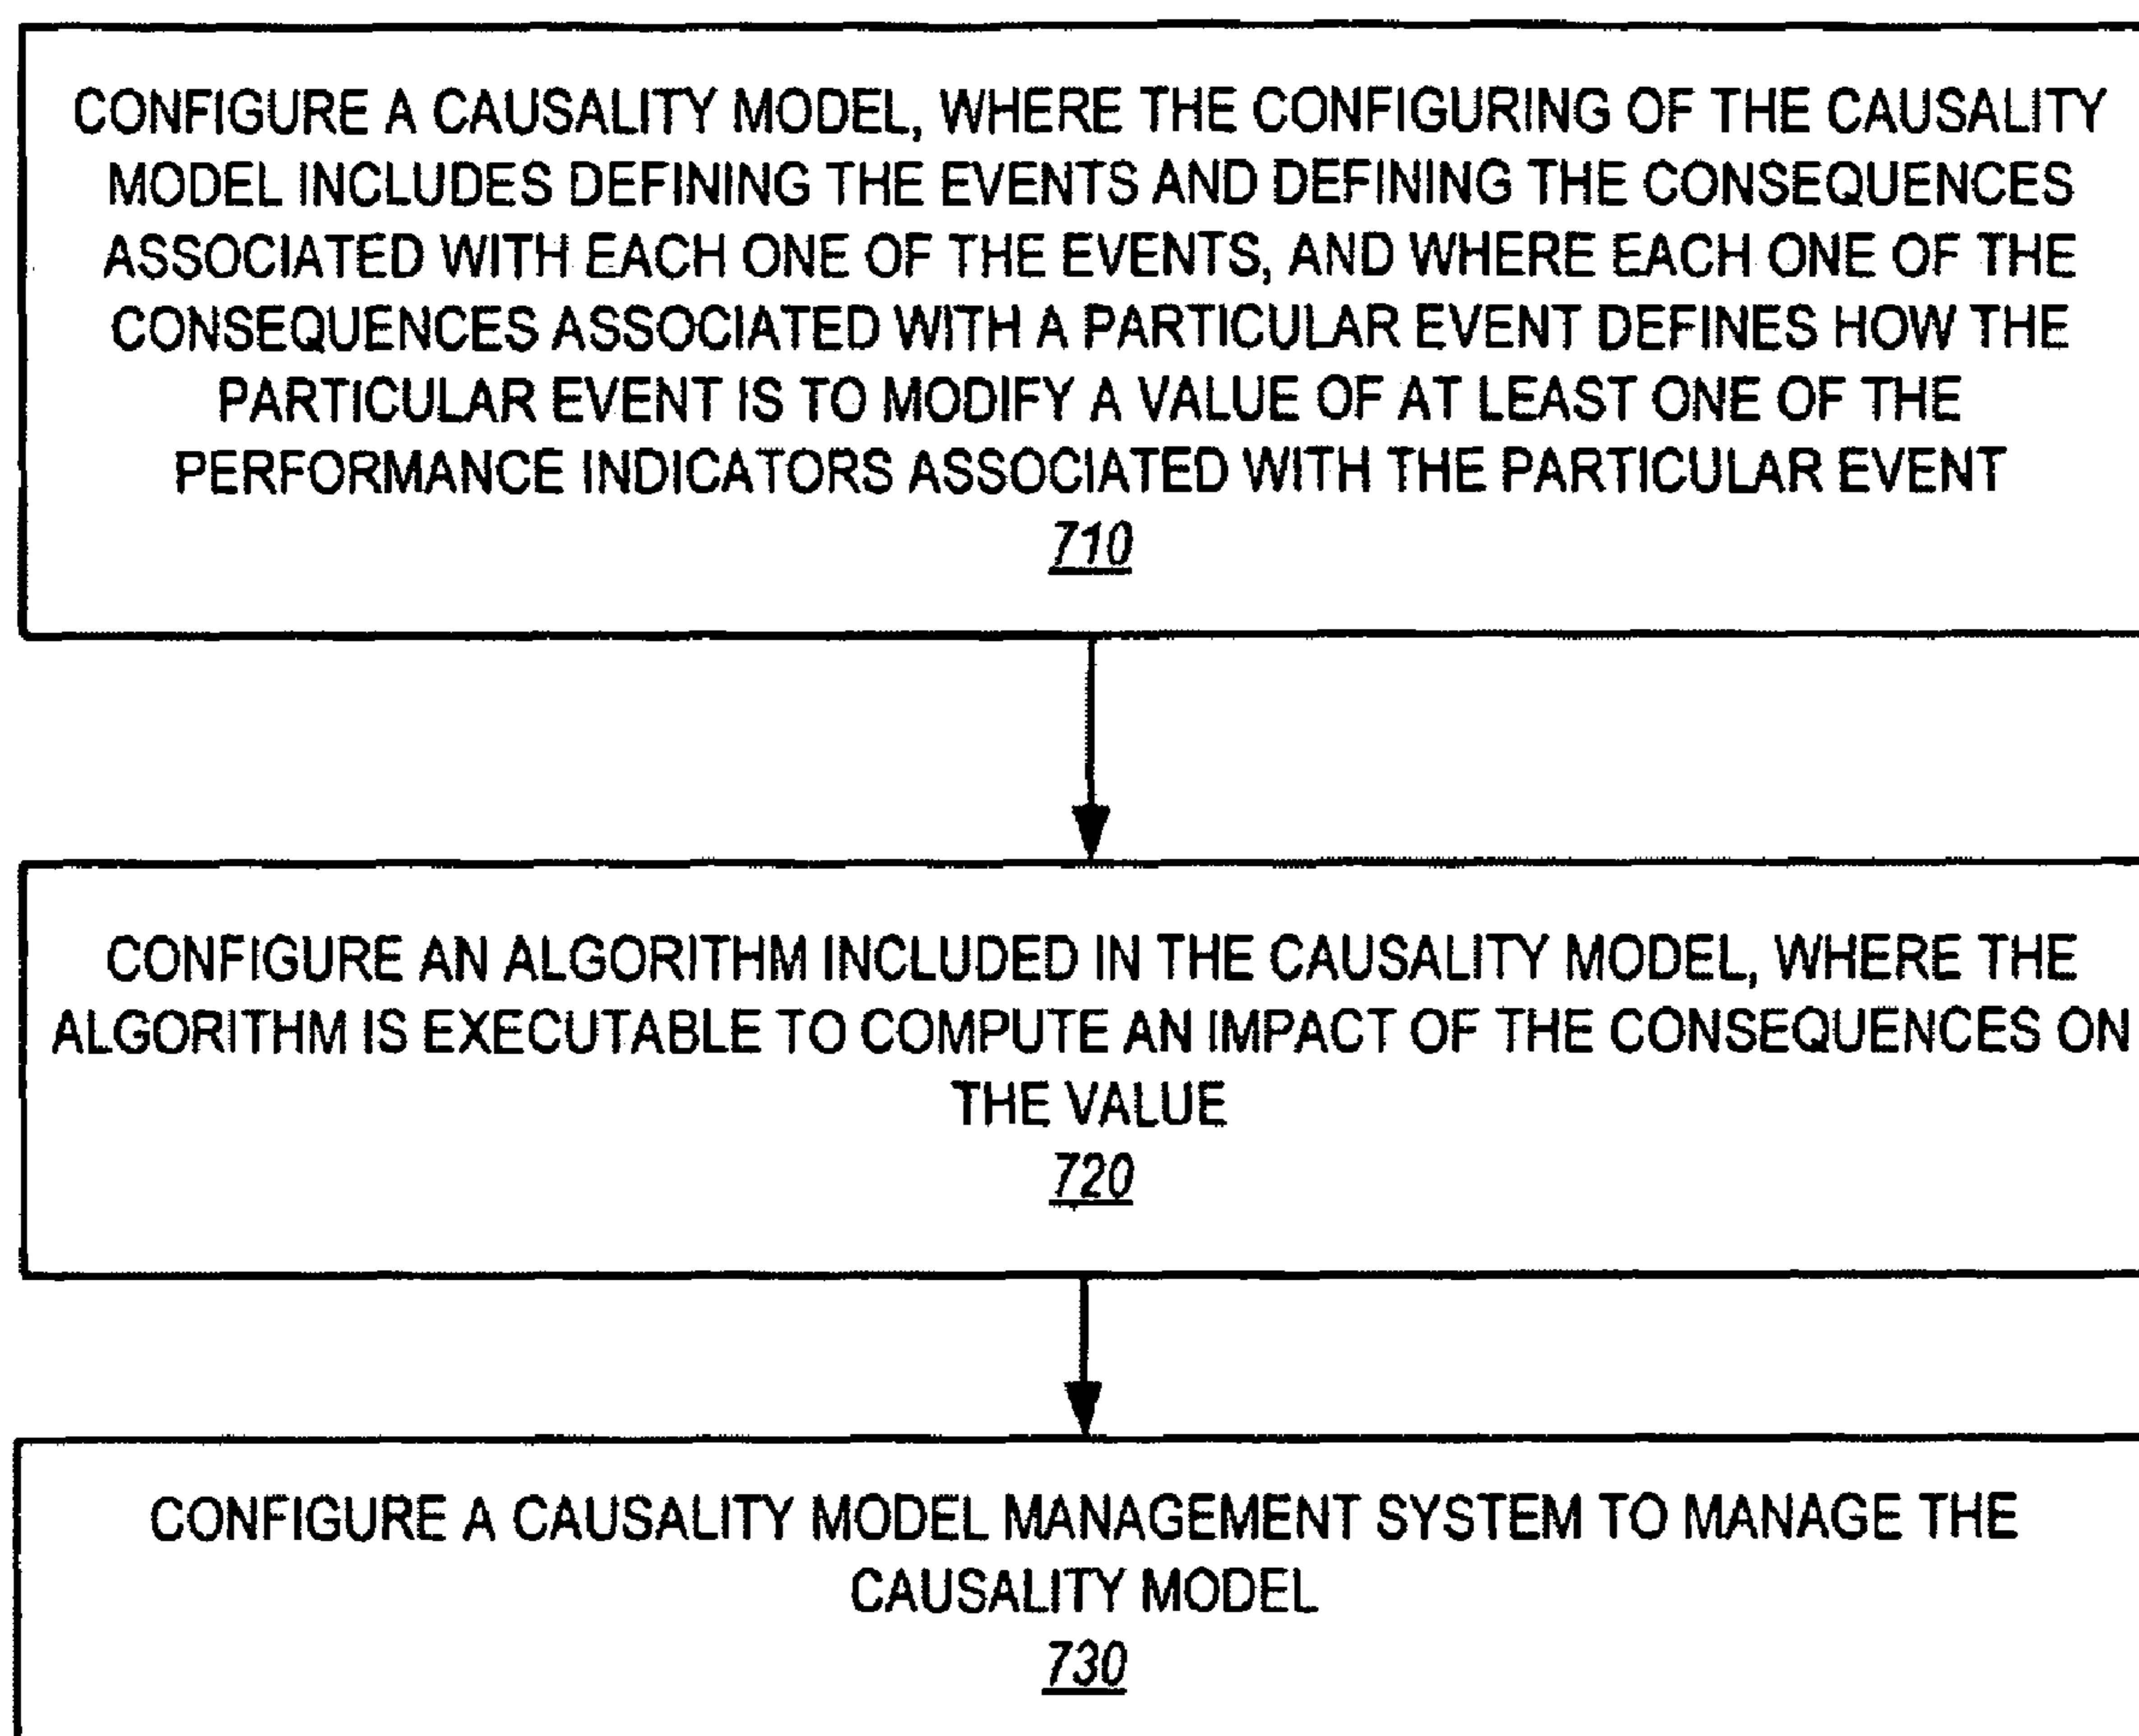 CONFIGURE A CAUSALITY MODEL, WHERE THE CONFIGURING OF THE CAUSALITY
MODEL INCLUDES DEFINING THE EVENTS AND DEFINING THE CONSEQUENCES
ASSOCIATED WITH EACH ONE OF THE EVENTS, AND WHERE EACH ONE OF THE
CONSEQUENCES ASSOCIATED WITH A PARTICULAR EVENT DEFINES HOW THE
PARTICULAR EVENT IS TO MODIFY A VALUE OF AT LEAST ONE OF THE
PERFORMANCE INDICATORS ASSOCIATED WITH THE PARTICULAR EVENT
710
CONFIGURE AN ALGORITHM INCLUDED IN THE CAUSALITY MODEL, WHERE THE
ALGORITHM IS EXECUTABLE TO COMPUTE AN IMPACT OF THE CONSEQUENCES ON
THE VALUE
720
CONFIGURE A CAUSALITY MODEL MANAGEMENT SYSTEM TO MANAGE THE
CAUSALITY MODEL
730